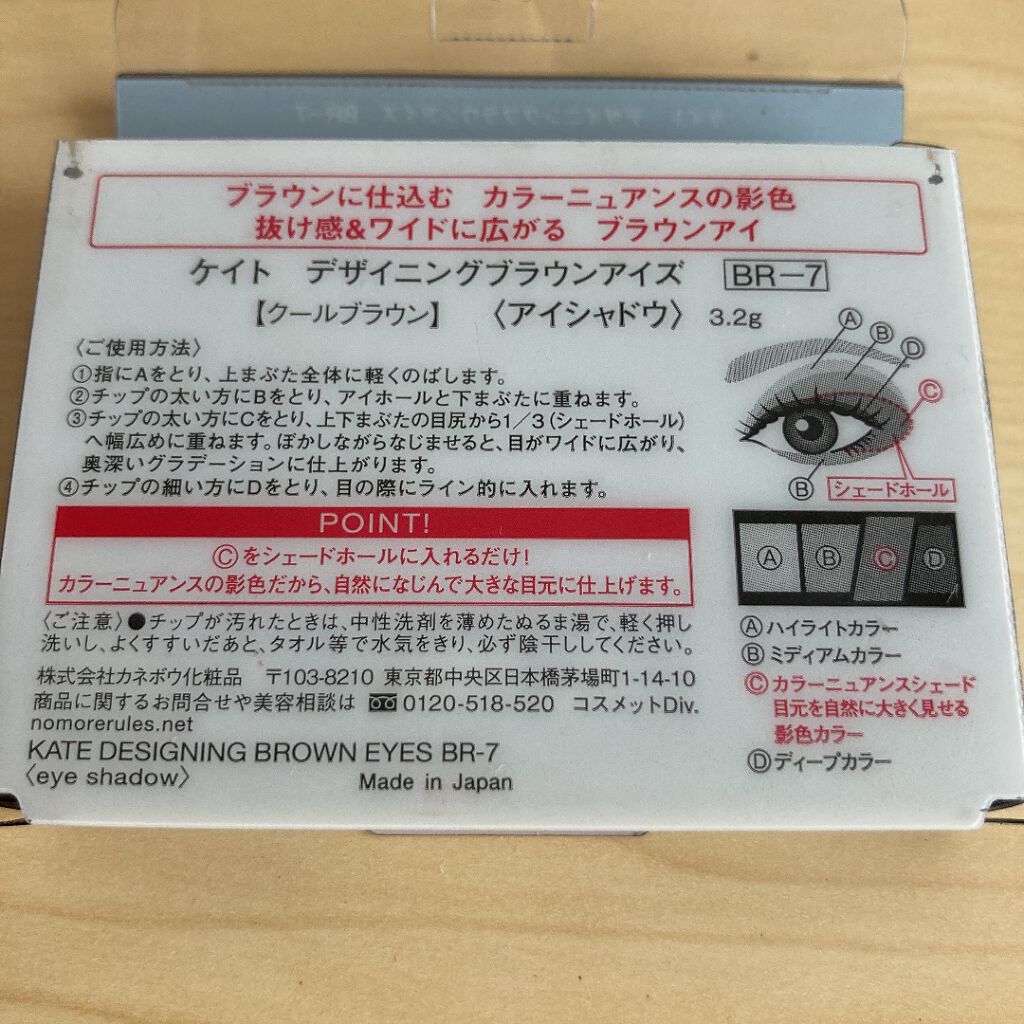 ブラウンに仕込む カラーニュアンスの影色
抜け感&ワイドに広がる ブラウンアイ
ケイト デザイニングブラウンアイズ BR-7
【クールブラウン】 〈アイシャドウ〉 3.2g
〈ご使用方法〉
①指にAをとり、上まぶた全体に軽くのばします。
②チップの太い方にBをとり、アイホールと下まぶたに重ねます。
③チップの太い方にCをとり、上下まぶたの目尻から1/3(シェードホール)
へ幅広めに重ねます。ぼかしながらなじませると、目がワイドに広がり、
奥深いグラデーションに仕上がります。
④チップの細い方にDをとり、目の際にライン的に入れます。
Ⓐ
Ⓑ
Ⓓ
Ⓒ
Ⓑ
シェードホール
POINT!
Ⓒをシェードホールに入れるだけ!
カラーニュアンスの影色だから、自然になじんで大きな目元に仕上げます。
Ⓐ Ⓑ Ⓒ Ⓓ
Ⓐハイライトカラー
Ⓑミディアムカラー
Ⓒカラーニュアンスシェード
目元を自然に大きく見せる
影色カラー
Ⓓディープカラー
〈ご注意〉●チップが汚れたときは、中性洗剤を薄めたぬるま湯で、軽く押し
洗いし、よくすすいだあと、タオル等で水気をきり、必ず陰干ししてください。
株式会社カネボウ化粧品 〒103-8210 東京都中央区日本橋茅場町1-14-10
商品に関するお問合せや美容相談は 0120-518-520 コスメットDiv.
nomorerules.net
KATE DESIGNING BROWN EYES BR-7
〈eye shadow〉 Made in Japan